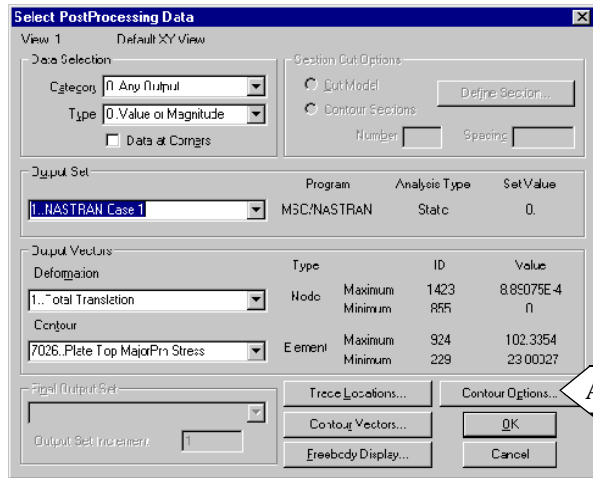 Select PostProcessing Data
View 1 Default XY View
Data Selection
Category 0..Any Output
Type 0..Value or Magnitude
Data at Corners
Section Cut Options
Cut Model
Contour Sections
Define Section...
Number Spacing
Output Set
Program Analysis Type Set Value
1..NASTRAN Case 1 MSC/NASTRAN Static 0.
Output Vectors
Type ID Value
Deformation
1..Total Translation
Node Maximum 1423 8.89075E-4
Minimum 855 0.
Contour
7026..Plate Top MajorPrn Stress
Element Maximum 924 102.3354
Minimum 229 23.00027
Final Output Set
Output Set Increment 1
Trace Locations... Contour Options... A
Contour Vectors... OK
Freebody Display... Cancel